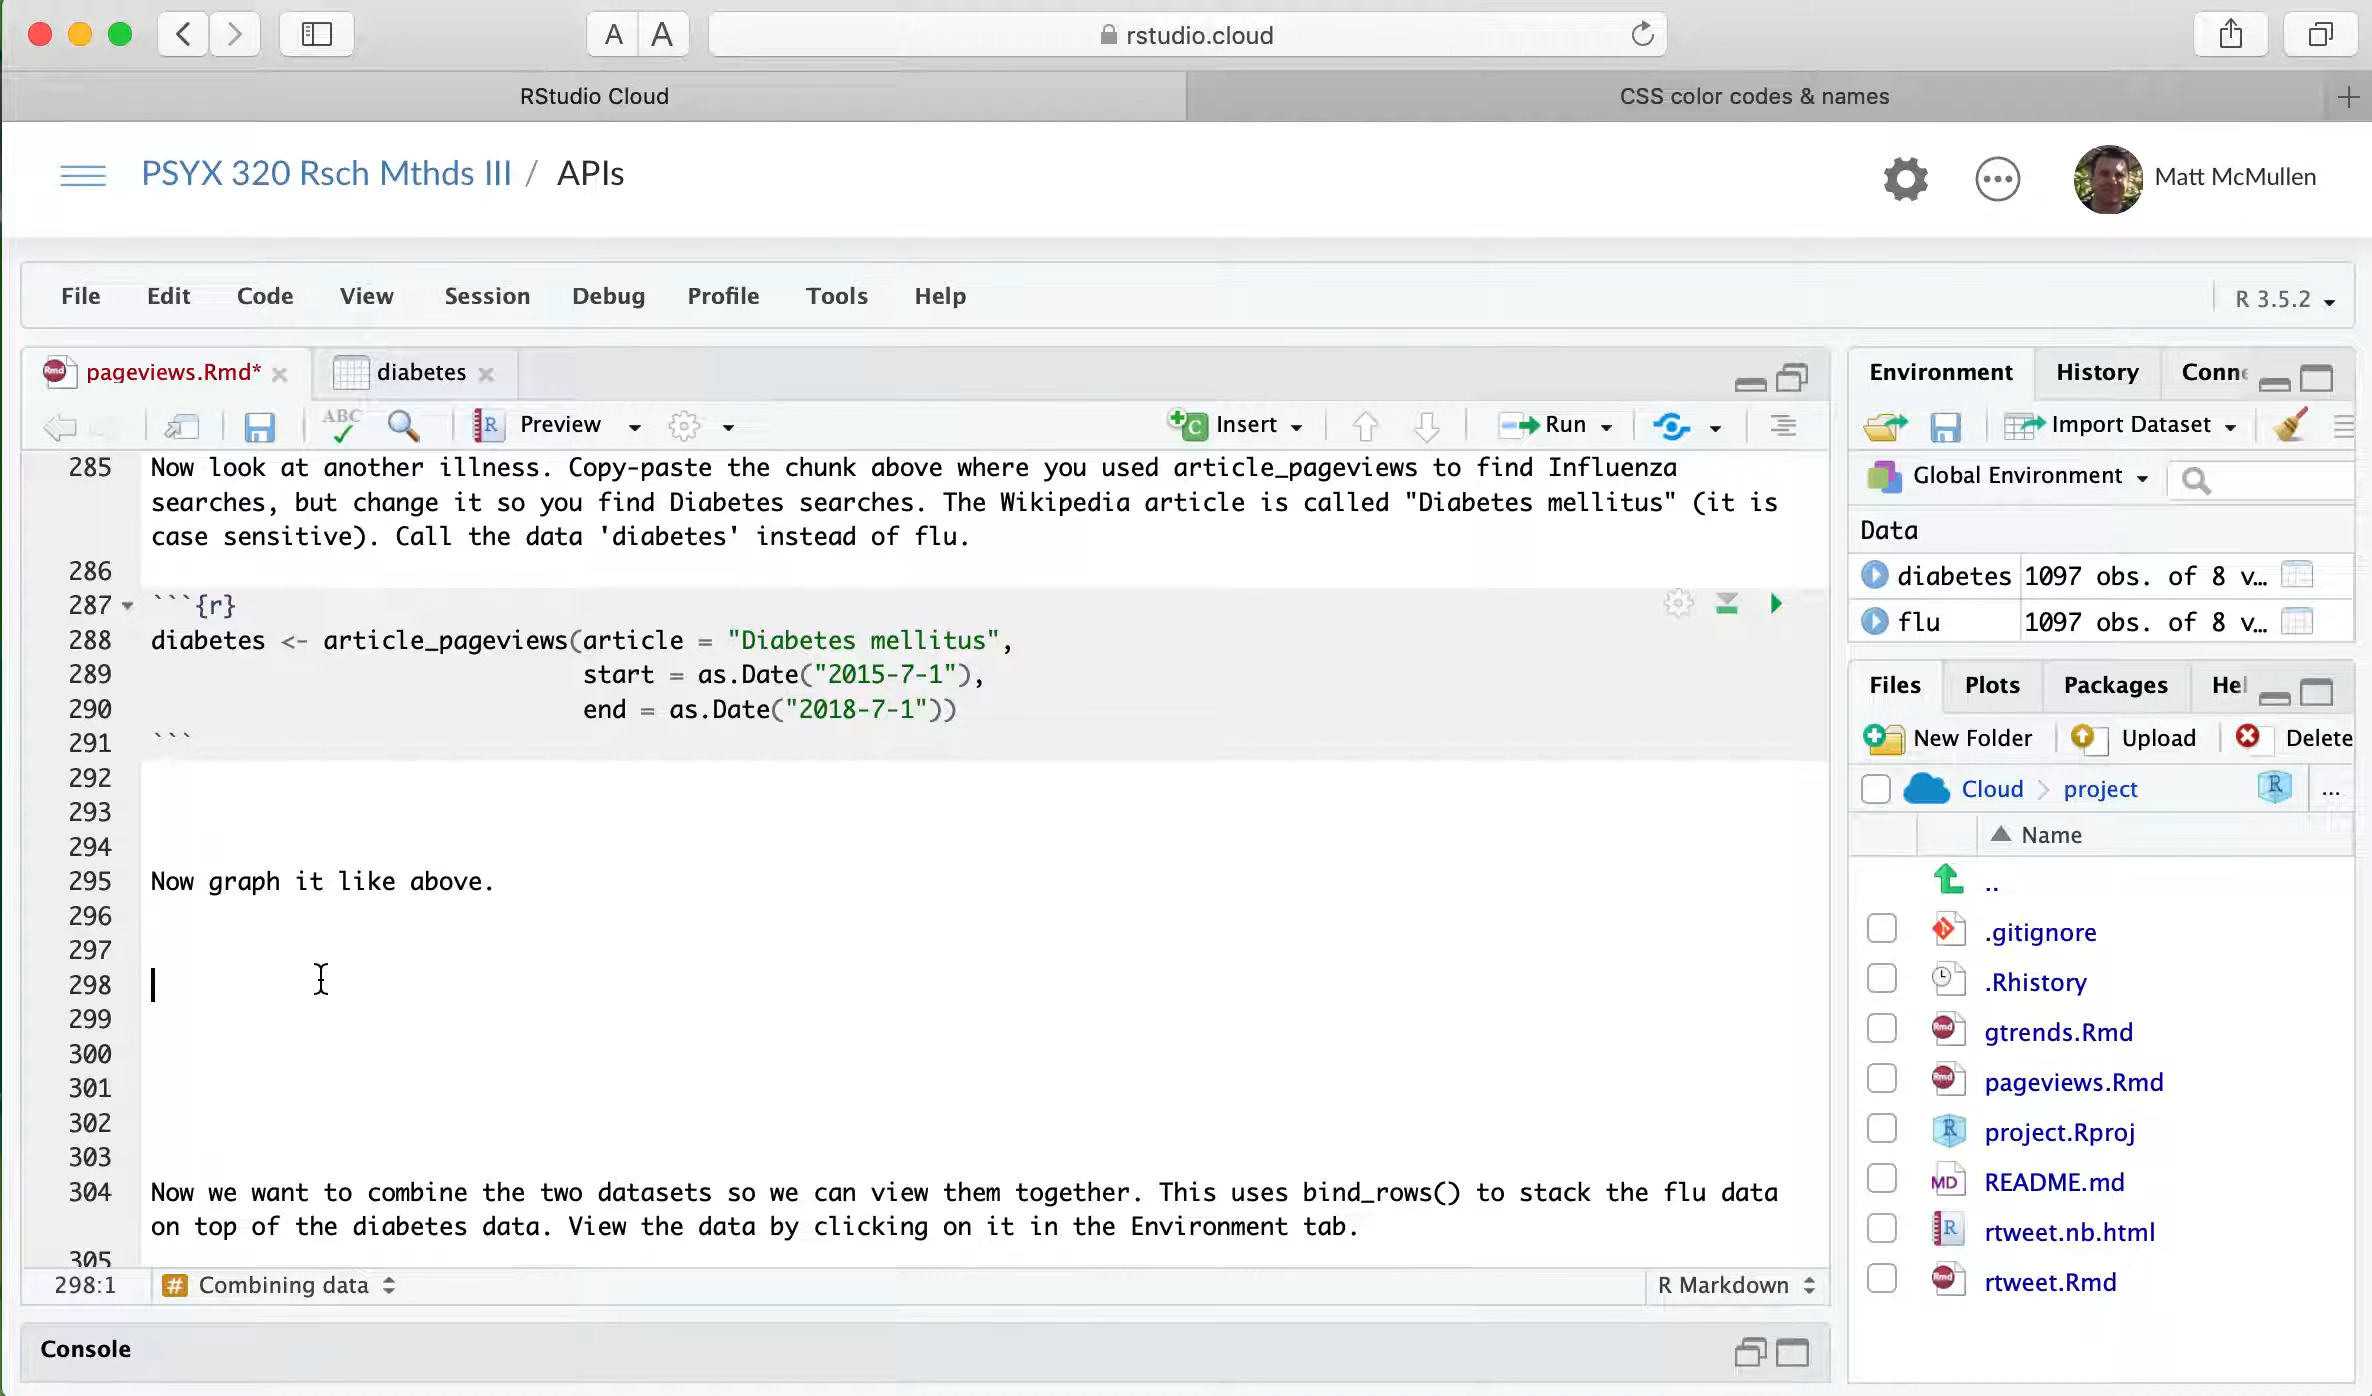 A A rstudio.cloud
RStudio Cloud CSS color codes & names
PSYX 320 Rsch Mthds III / APIs Matt McMullen
File Edit Code View Session Debug Profile Tools Help R 3.5.2
pageviews.Rmd* diabetes
ABC Preview Insert Run
285 Now look at another illness. Copy-paste the chunk above where you used article_pageviews to find Influenza
searches, but change it so you find Diabetes searches. The Wikipedia article is called "Diabetes mellitus" (it is
case sensitive). Call the data 'diabetes' instead of flu.
286
287 ```{r}
288 diabetes <- article_pageviews(article = "Diabetes mellitus",
289 start = as.Date("2015-7-1"),
290 end = as.Date("2018-7-1"))
291 ```
292
293
294
295 Now graph it like above.
296
297
298
299
300
301
302
303
304 Now we want to combine the two datasets so we can view them together. This uses bind_rows() to stack the flu data
on top of the diabetes data. View the data by clicking on it in the Environment tab.
305
298:1 # Combining data R Markdown
Console
Environment History Conne
Import Dataset
Global Environment
Data
diabetes 1097 obs. of 8 v…
flu 1097 obs. of 8 v…
Files Plots Packages Hel
New Folder Upload Delete
Cloud > project R ...
Name
..
.gitignore
.Rhistory
Rmd gtrends.Rmd
Rmd pageviews.Rmd
R project.Rproj
MD README.md
R rtweet.nb.html
Rmd rtweet.Rmd